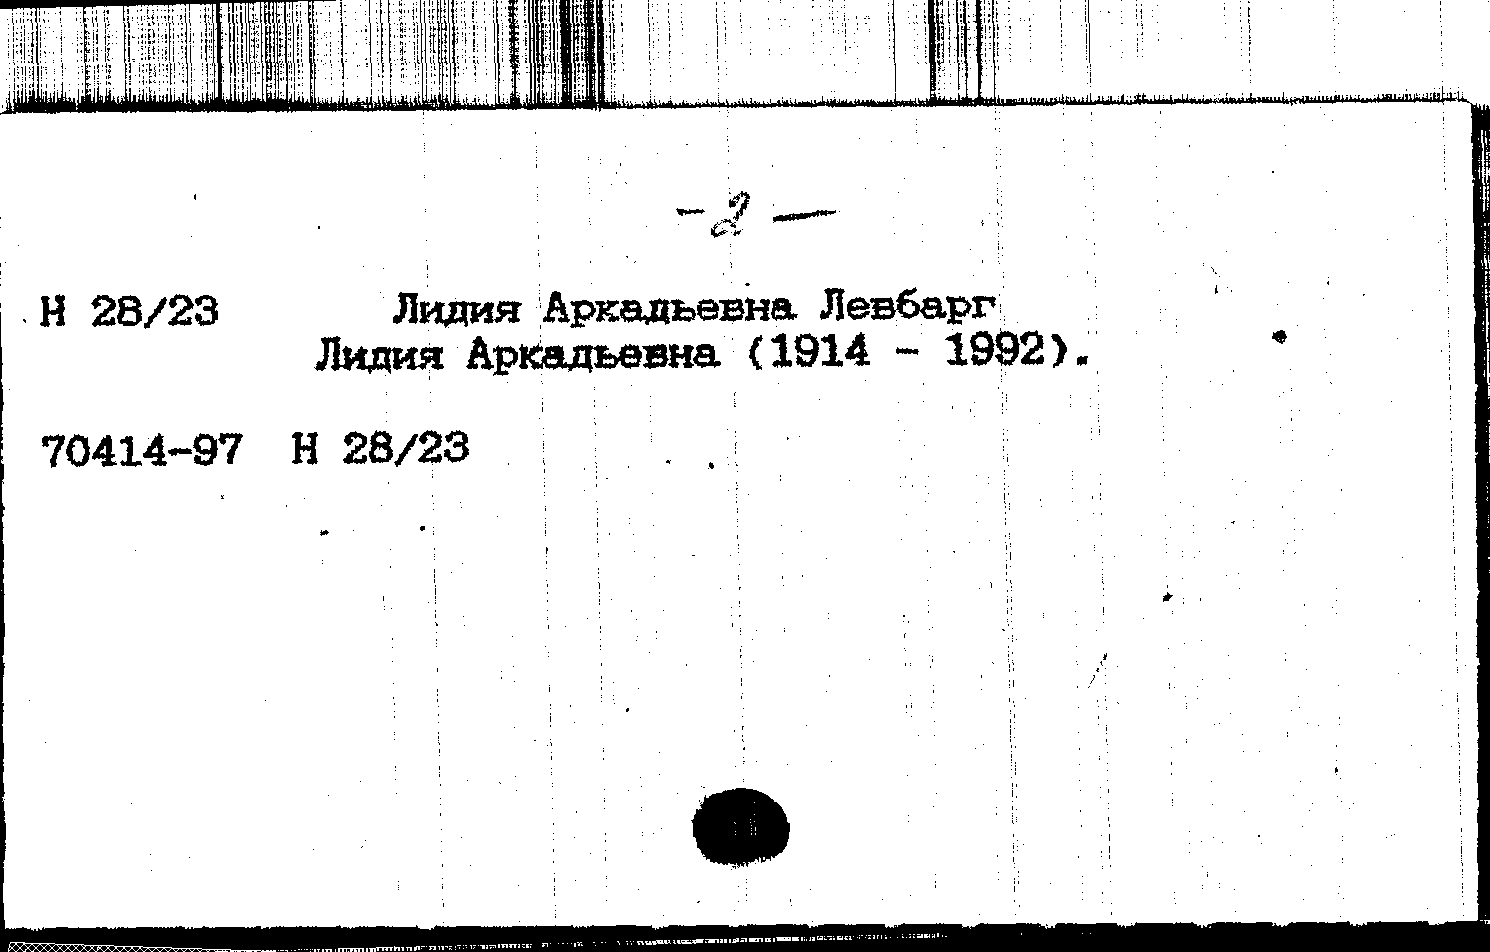 - 2 -
Н 28/23 Лидия Аркадьевна Левбарг
Лидия Аркадьевна (1914 - 1992).
70414-97 Н 28/23